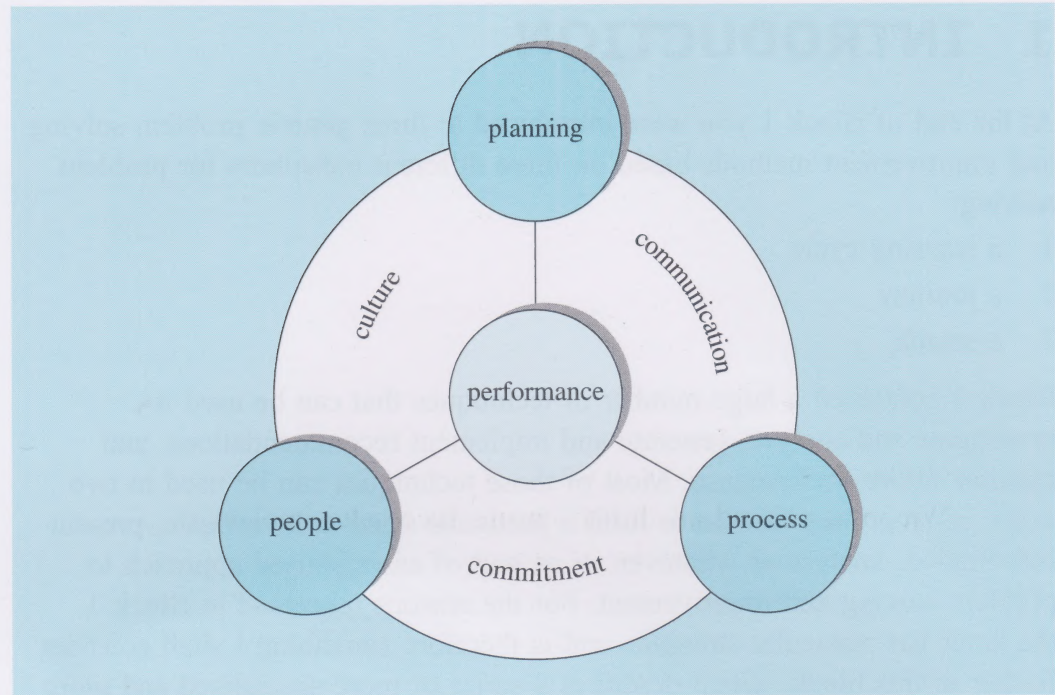 planning
culture
communication
performance
people
process
commitment